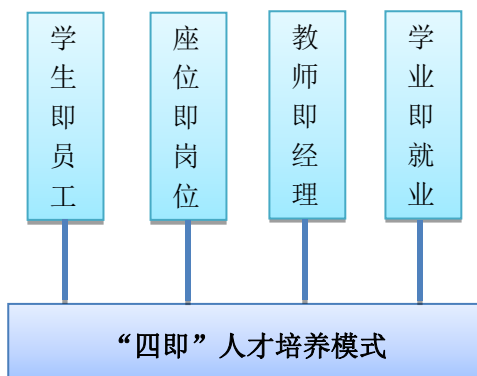 学生即员工
座位即岗位
教师即经理
学业即就业
“四即”人才培养模式